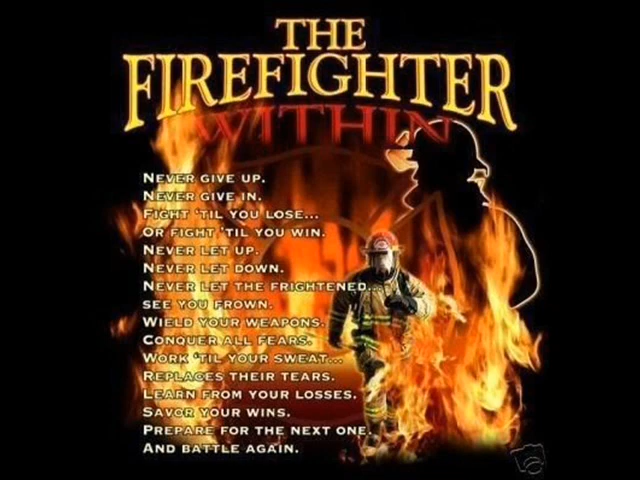 THE
FIREFIGHTER
WITHIN
NEVER GIVE UP.
NEVER GIVE IN.
FIGHT 'TIL YOU LOSE...
OR FIGHT 'TIL YOU WIN.
NEVER LET UP.
NEVER LET DOWN.
NEVER LET THE FRIGHTENED...
SEE YOU FROWN.
WIELD YOUR WEAPONS.
CONQUER ALL FEARS.
WORK 'TIL YOUR SWEAT...
REPLACES THEIR TEARS.
LEARN FROM YOUR LOSSES.
SAVOR YOUR WINS.
PREPARE FOR THE NEXT ONE.
AND BATTLE AGAIN.